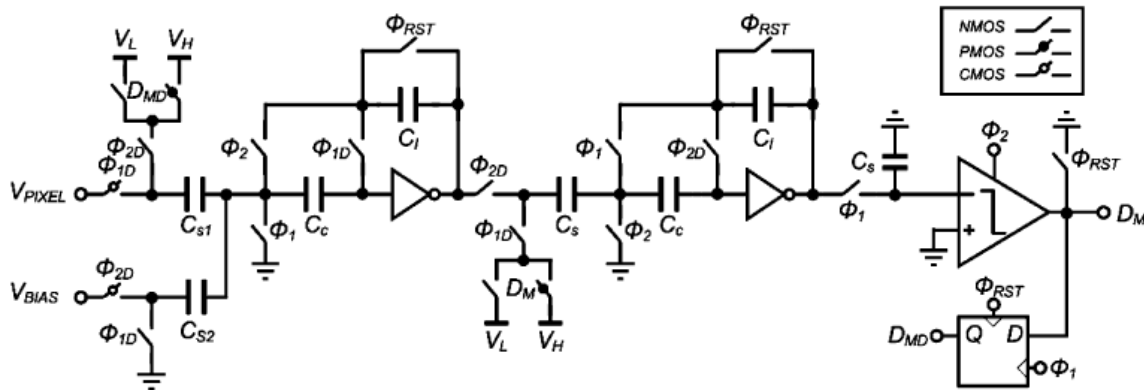 Φ_RST
Φ_RST
NMOS
PMOS
CMOS
V_L
V_H
D_MD
C_I
C_I
Φ_2
Φ_2D
Φ_2
Φ_1D
Φ_1
Φ_2D
C_s
Φ_RST
Φ_1D
Φ_2D
V_PIXEL
C_s1
C_c
C_s
C_c
Φ_1
D_M
Φ_1
Φ_1D
Φ_2
+
Φ_2D
V_BIAS
D_M
Φ_RST
C_S2
Φ_1D
V_L
V_H
D_MD
Q
D
Φ_1